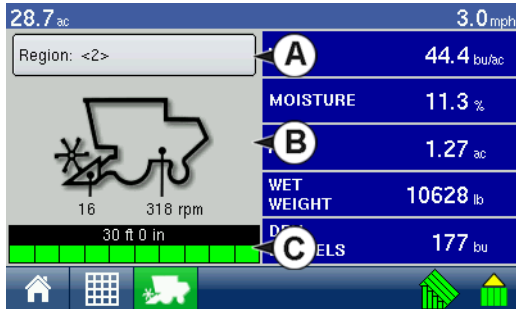 28.7 ac
3.0 mph
Region: <2>
A
44.4 bu/ac
MOISTURE
11.3 %
B
1.27 ac
16
318 rpm
WET
WEIGHT
10628 lb
30 ft 0 in
C
177 bu